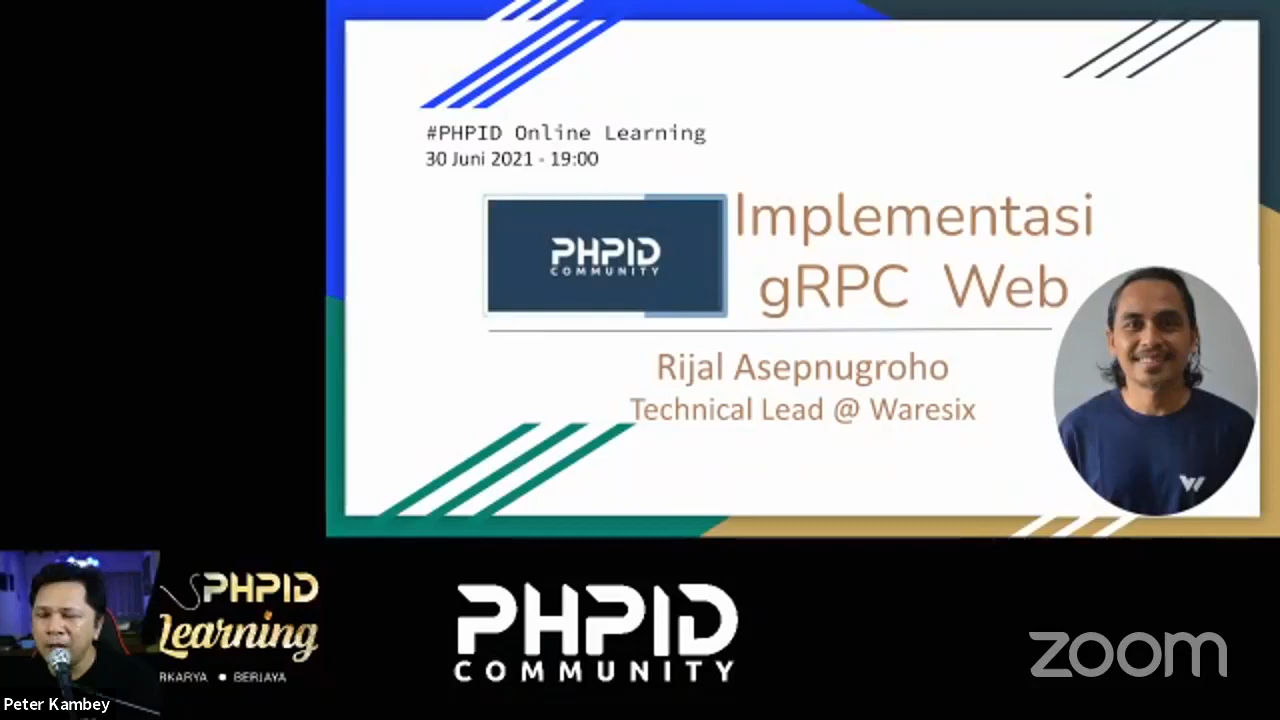 #PHPID Online Learning
30 Juni 2021 - 19:00
PHPID
COMMUNITY
Implementasi
gRPC Web
Rijal Asepnugroho
Technical Lead @ Waresix
PHPID
Learning
RKARYA ● BERJAYA
Peter Kambey
PHPID
COMMUNITY
zoom